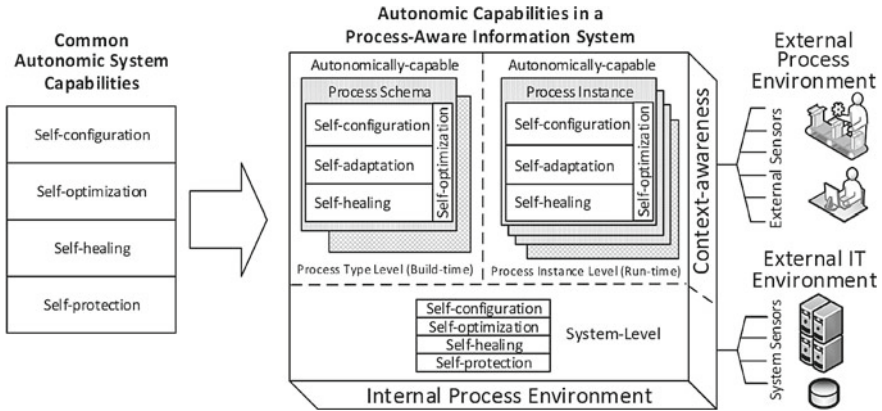 Common
Autonomic System
Capabilities
Self-configuration
Self-optimization
Self-healing
Self-protection
Autonomic Capabilities in a
Process-Aware Information System
Autonomically-capable
Process Schema
Self-configuration
Self-adaptation
Self-healing
Self-optimization
Process Type Level (Build-time)
Autonomically-capable
Process Instance
Self-configuration
Self-adaptation
Self-healing
Self-optimization
Process Instance Level (Run-time)
Self-configuration
Self-optimization
Self-healing
Self-protection
System-Level
Internal Process Environment
Context-awareness
External
Process
Environment
External Sensors
External IT
Environment
System Sensors